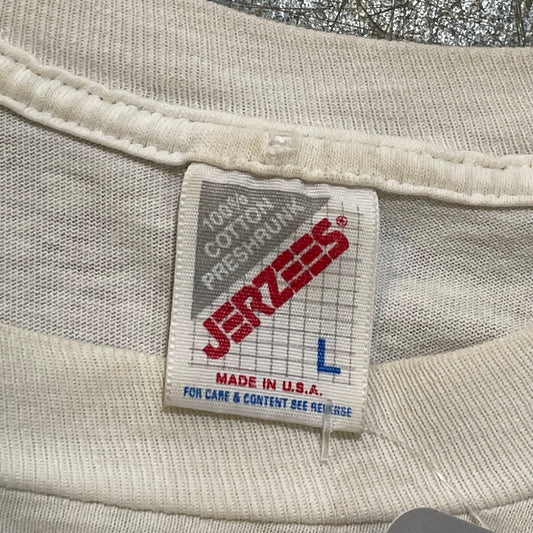 100%
COTTON
PRESHRUNK
JERZEES®
L
MADE IN U.S.A.
FOR CARE & CONTENT SEE REVERSE